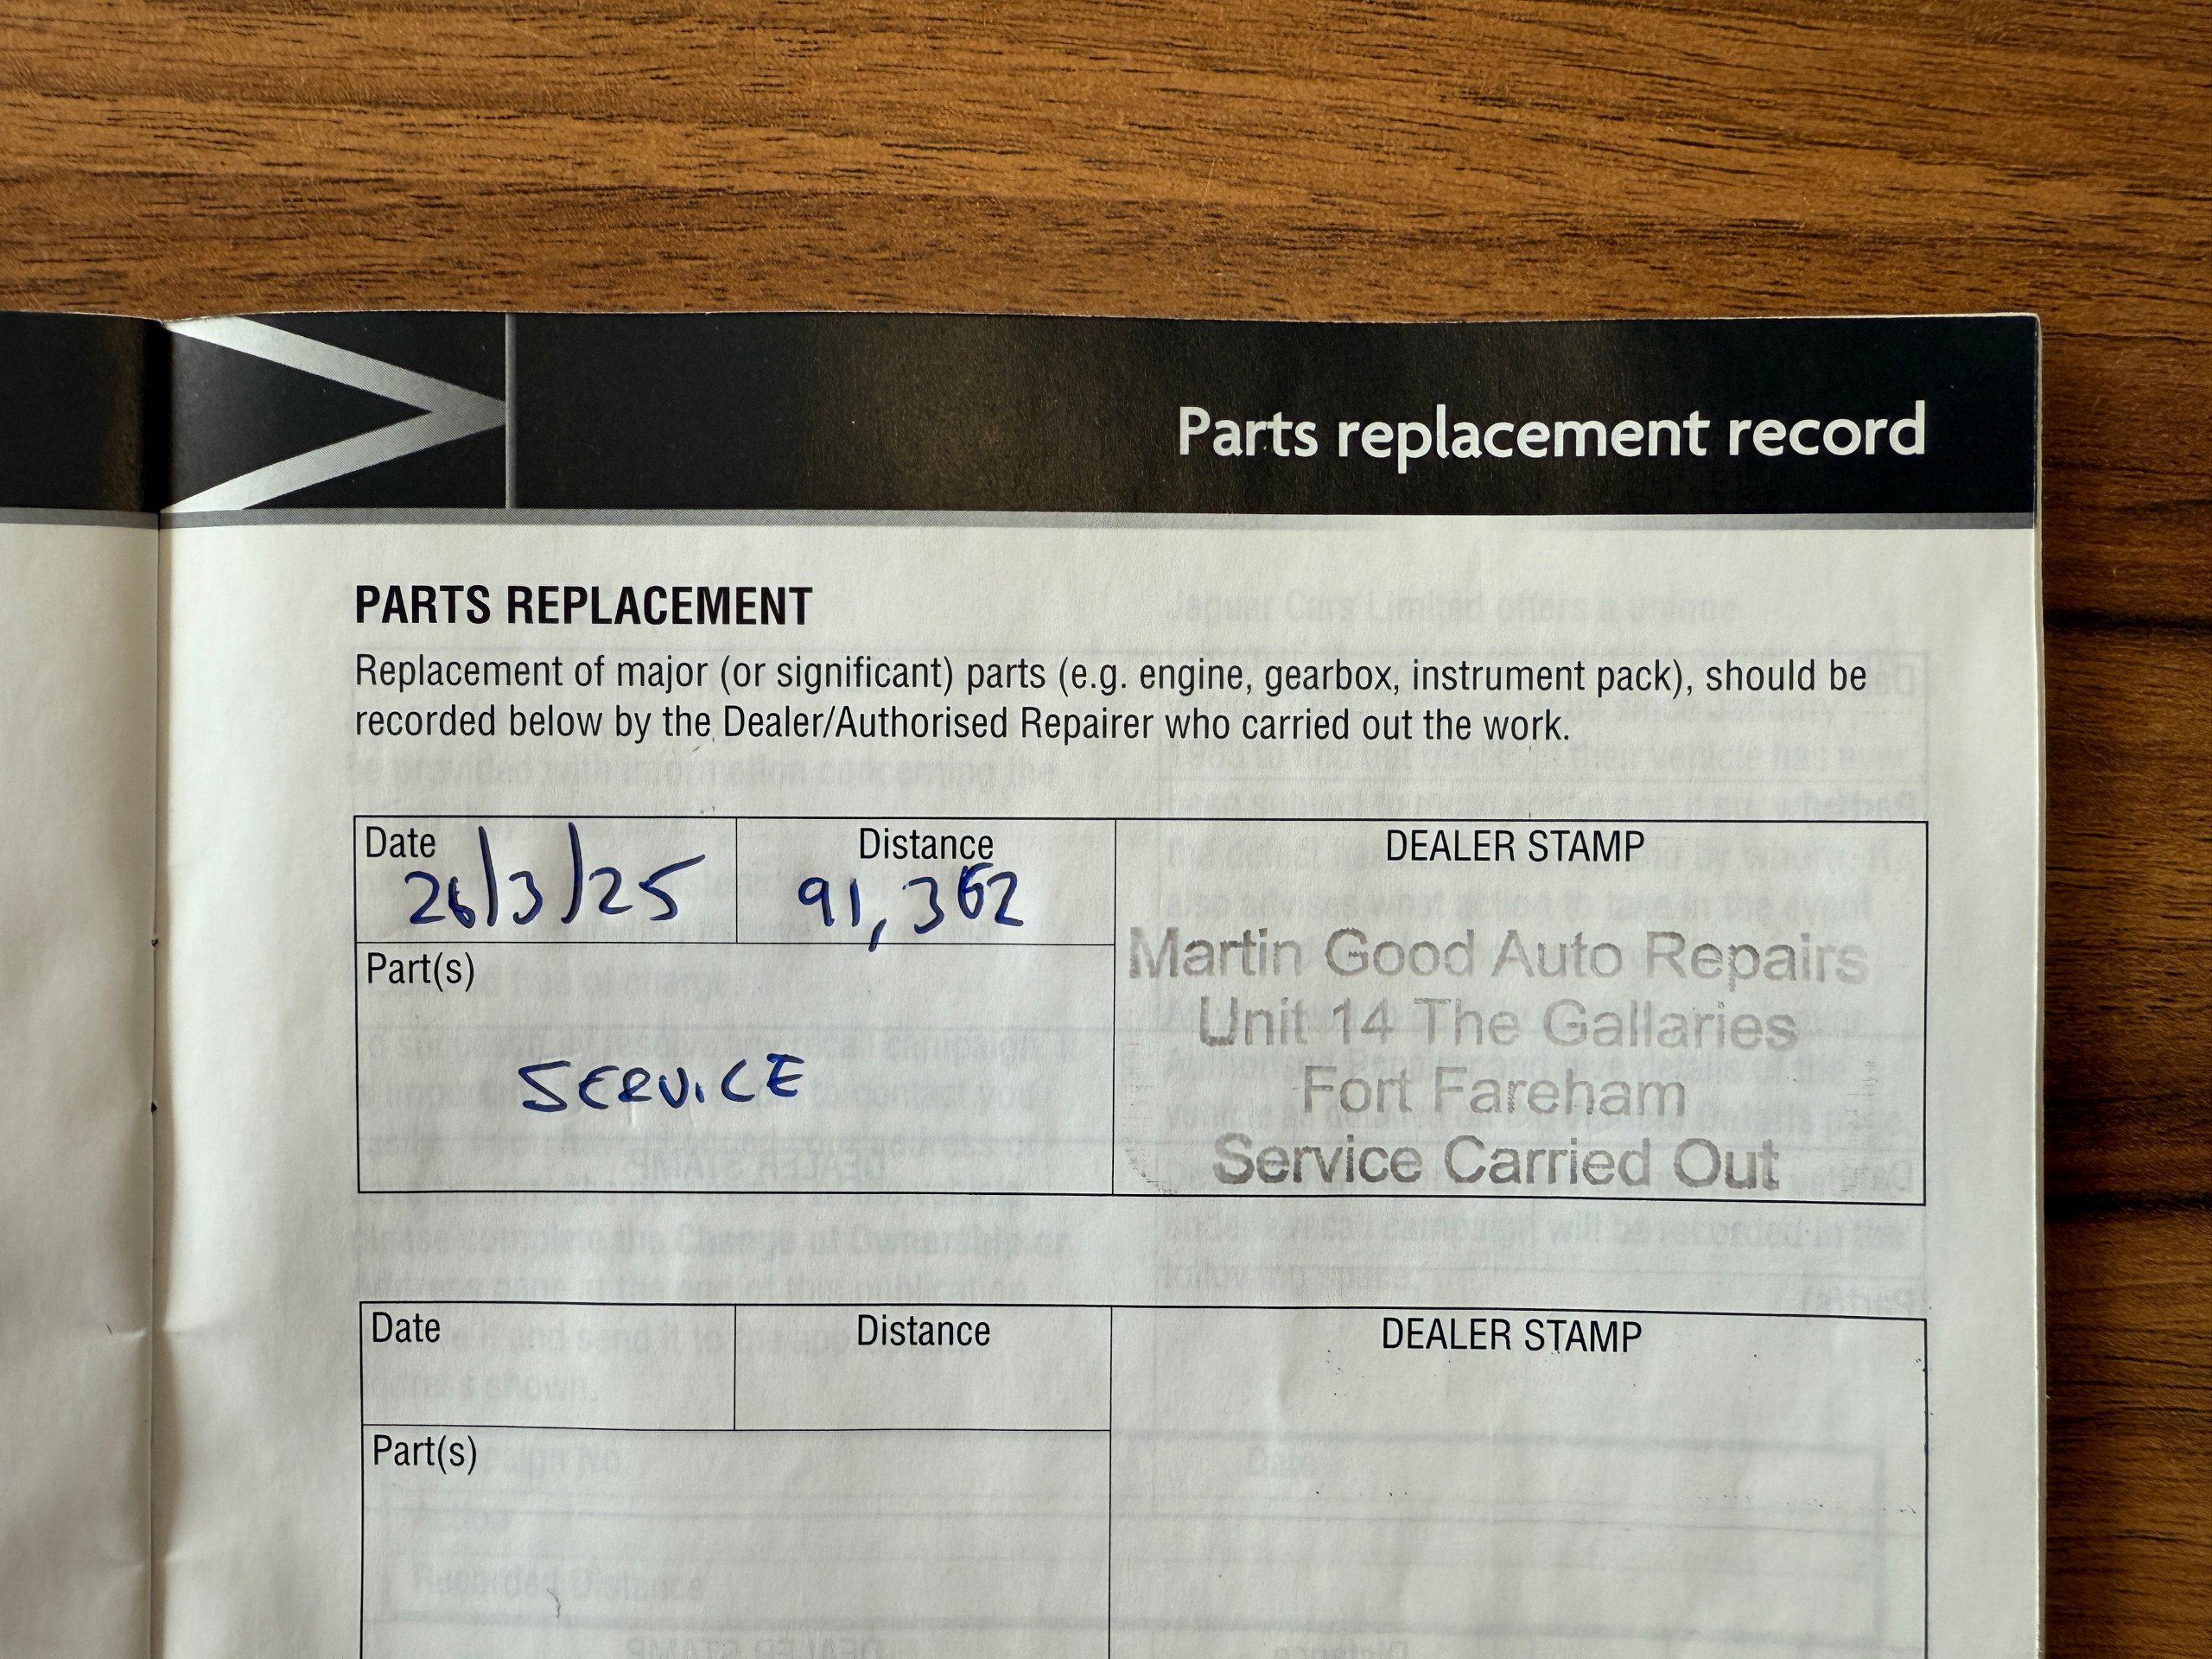 Parts replacement record
PARTS REPLACEMENT
Replacement of major (or significant) parts (e.g. engine, gearbox, instrument pack), should be
recorded below by the Dealer/Authorised Repairer who carried out the work.
Date Distance DEALER STAMP
26/3/25 91,362
Martin Good Auto Repairs
Part(s)
Unit 14 The Gallaries
SERVICE
Fort Fareham
Service Carried Out
Date Distance DEALER STAMP
Part(s)